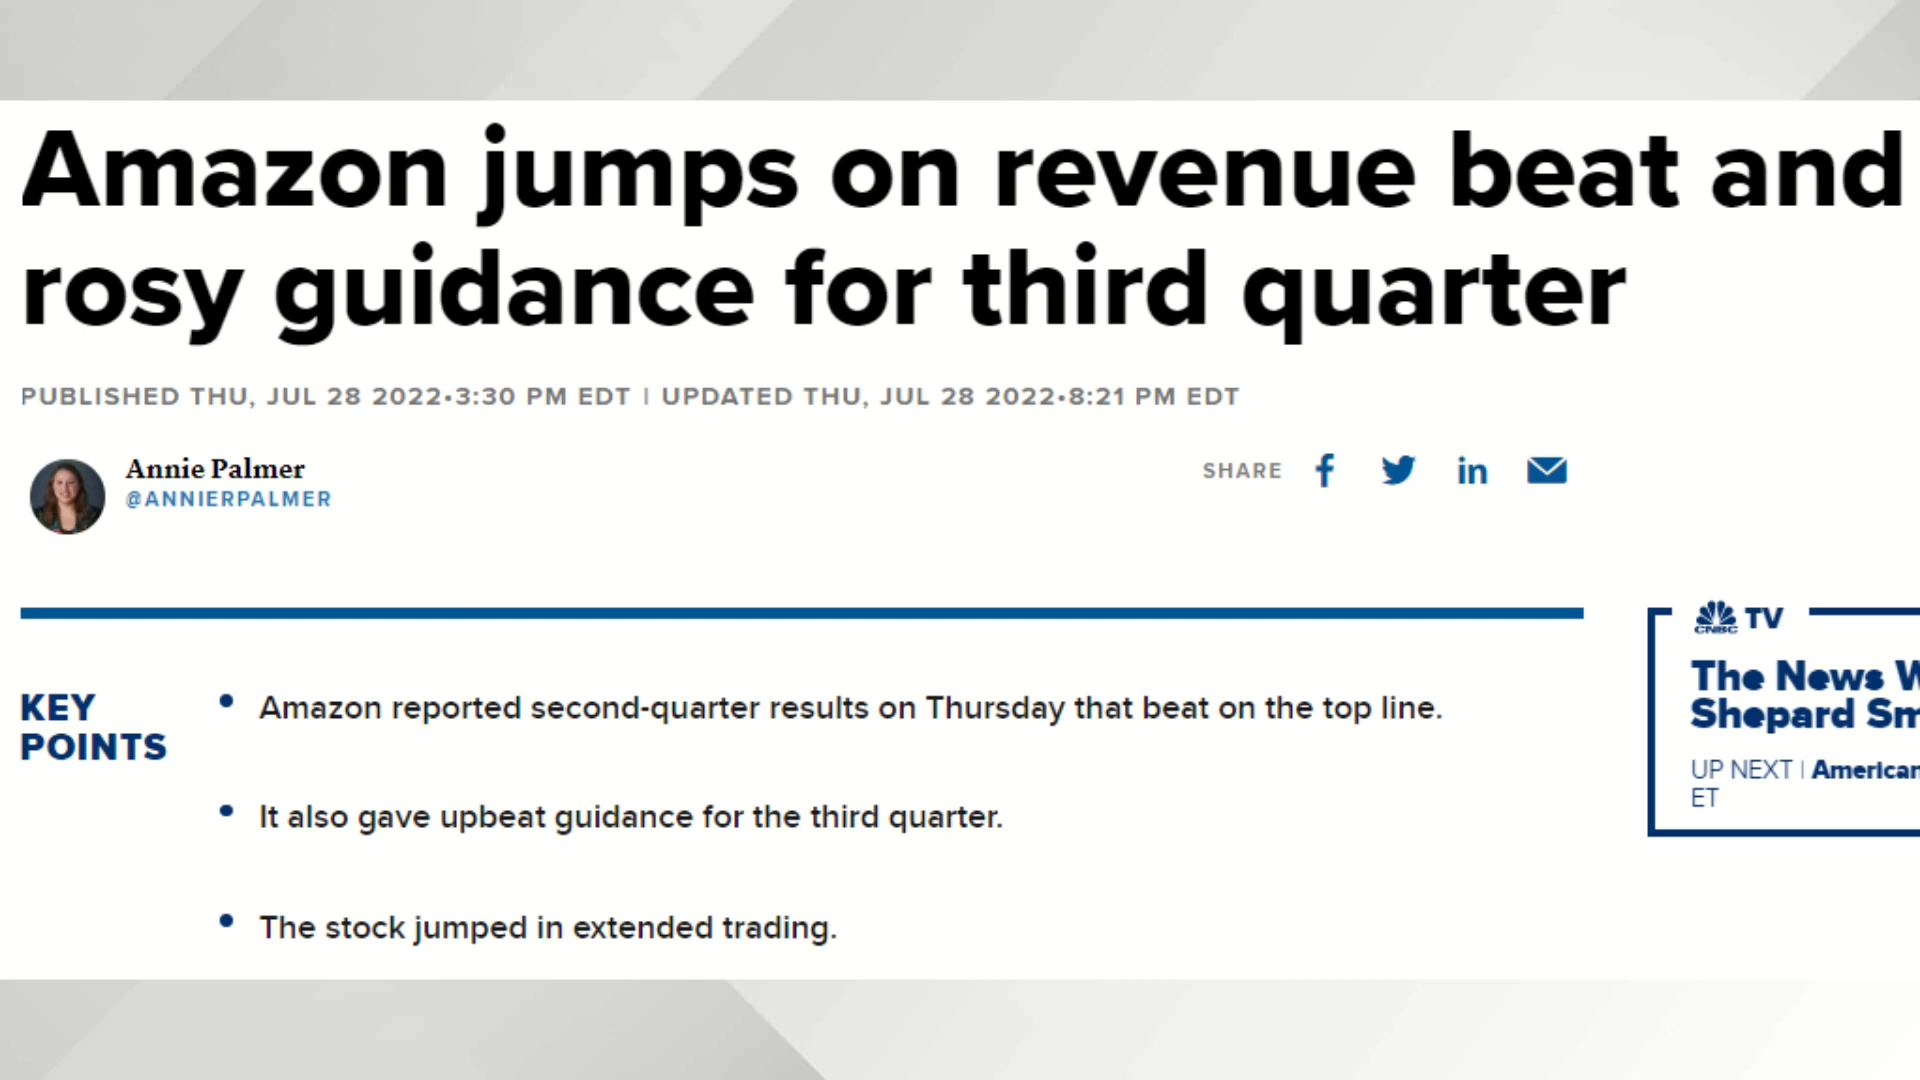 Amazon jumps on revenue beat and
rosy guidance for third quarter
PUBLISHED THU, JUL 28 2022•3:30 PM EDT | UPDATED THU, JUL 28 2022•8:21 PM EDT
Annie Palmer
@ANNIERPALMER
SHARE
KEY
POINTS
• Amazon reported second-quarter results on Thursday that beat on the top line.
• It also gave upbeat guidance for the third quarter.
• The stock jumped in extended trading.
CNBC TV
The News W
Shepard Sm
UP NEXT | American
ET